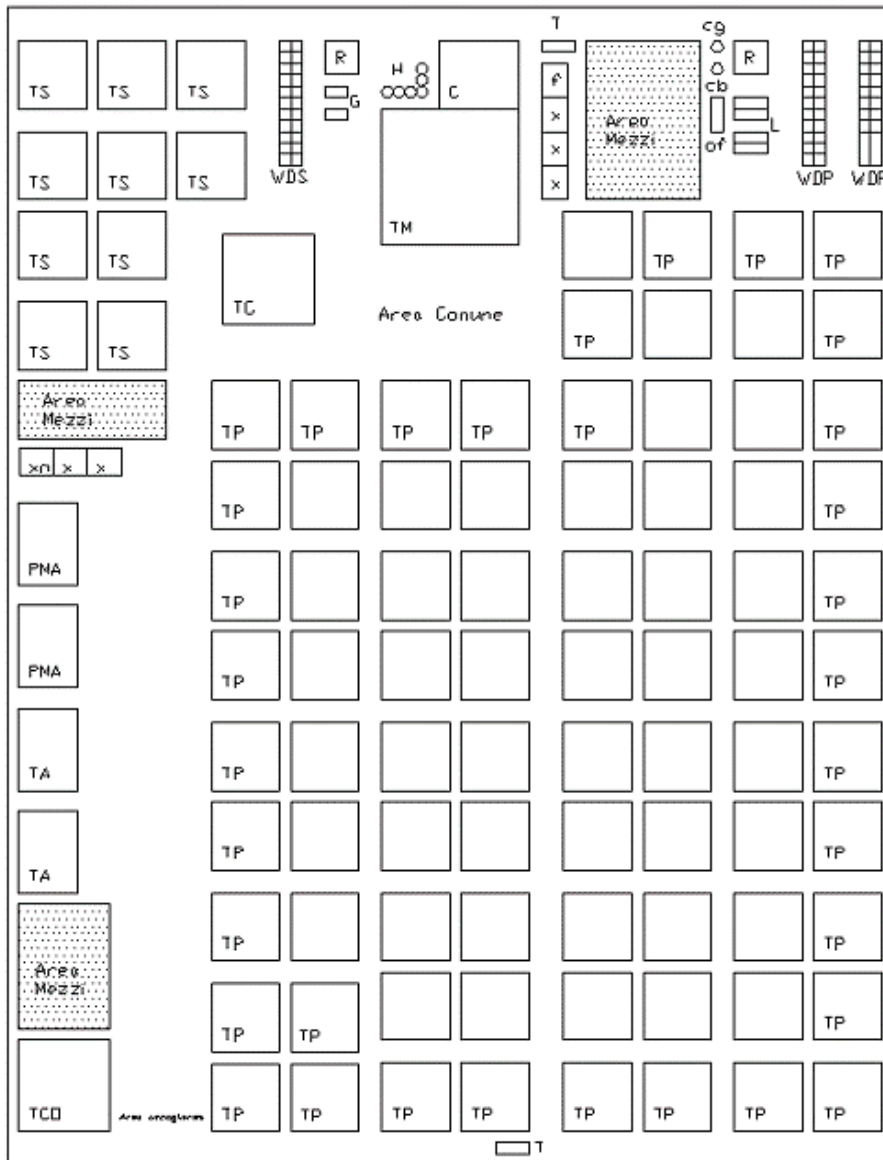 T cg
R H f R
TS TS TS G C x Area Mezzi cb L
x of
TS TS TS WDS x WDP WDP
TM
TS TS TP TP TP
TC Area Comune
TS TS TP TP
Area
Mezzi
TP TP TP TP TP TP
xn x x
TP TP
PMA
TP TP
PMA
TP TP
TA
TP TP
TP TP
TA
TP TP
Area
Mezzi
TP TP TP
TCO TP TP TP TP TP TP TP TP
T